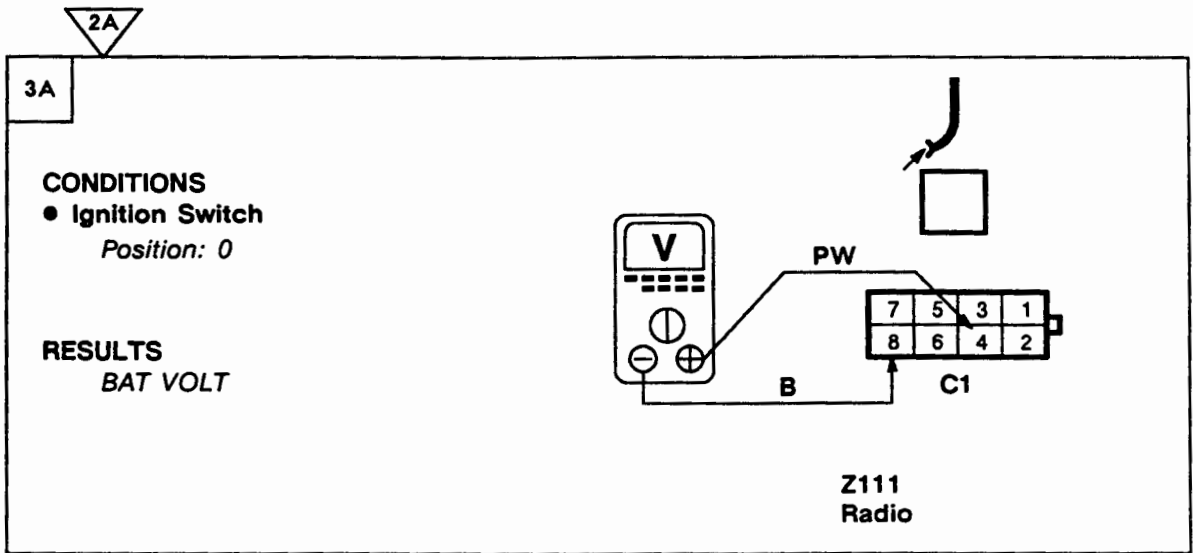 2A
3A
CONDITIONS
● Ignition Switch
Position: 0
RESULTS
BAT VOLT
V
PW
− +
B
7 5 3 1
8 6 4 2
C1
Z111
Radio